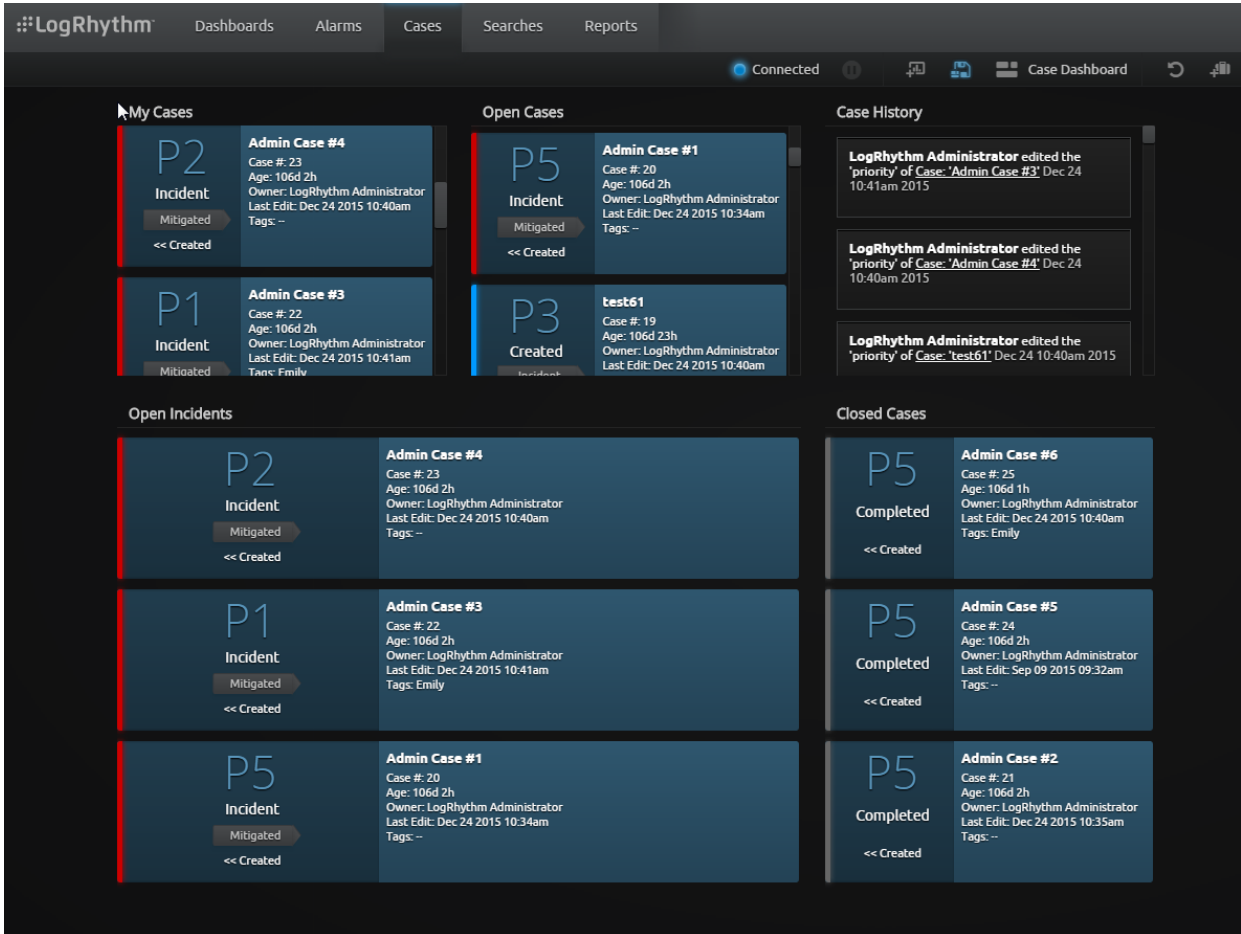 LogRhythm
Dashboards
Alarms
Cases
Searches
Reports
Connected
Case Dashboard
My Cases
P2
Incident
Mitigated
<< Created
Admin Case #4
Case #: 23
Age: 106d 2h
Owner: LogRhythm Administrator
Last Edit: Dec 24 2015 10:40am
Tags: --
P1
Incident
Mitigated
Admin Case #3
Case #: 22
Age: 106d 2h
Owner: LogRhythm Administrator
Last Edit: Dec 24 2015 10:41am
Tags: Emily
Open Cases
P5
Incident
Mitigated
<< Created
Admin Case #1
Case #: 20
Age: 106d 2h
Owner: LogRhythm Administrator
Last Edit: Dec 24 2015 10:34am
Tags: --
P3
Created
Incident
test61
Case #: 19
Age: 106d 23h
Owner: LogRhythm Administrator
Last Edit: Dec 24 2015 10:40am
Case History
LogRhythm Administrator edited the
'priority' of Case: 'Admin Case #3' Dec 24
10:41am 2015
LogRhythm Administrator edited the
'priority' of Case: 'Admin Case #4' Dec 24
10:40am 2015
LogRhythm Administrator edited the
'priority' of Case: 'test61' Dec 24 10:40am 2015
Open Incidents
P2
Incident
Mitigated
<< Created
Admin Case #4
Case #: 23
Age: 106d 2h
Owner: LogRhythm Administrator
Last Edit: Dec 24 2015 10:40am
Tags: --
P1
Incident
Mitigated
<< Created
Admin Case #3
Case #: 22
Age: 106d 2h
Owner: LogRhythm Administrator
Last Edit: Dec 24 2015 10:41am
Tags: Emily
P5
Incident
Mitigated
<< Created
Admin Case #1
Case #: 20
Age: 106d 2h
Owner: LogRhythm Administrator
Last Edit: Dec 24 2015 10:34am
Tags: --
Closed Cases
P5
Completed
<< Created
Admin Case #6
Case #: 25
Age: 106d 1h
Owner: LogRhythm Administrator
Last Edit: Dec 24 2015 10:40am
Tags: Emily
P5
Completed
<< Created
Admin Case #5
Case #: 24
Age: 106d 2h
Owner: LogRhythm Administrator
Last Edit: Sep 09 2015 09:32am
Tags: --
P5
Completed
<< Created
Admin Case #2
Case #: 21
Age: 106d 2h
Owner: LogRhythm Administrator
Last Edit: Dec 24 2015 10:35am
Tags: --